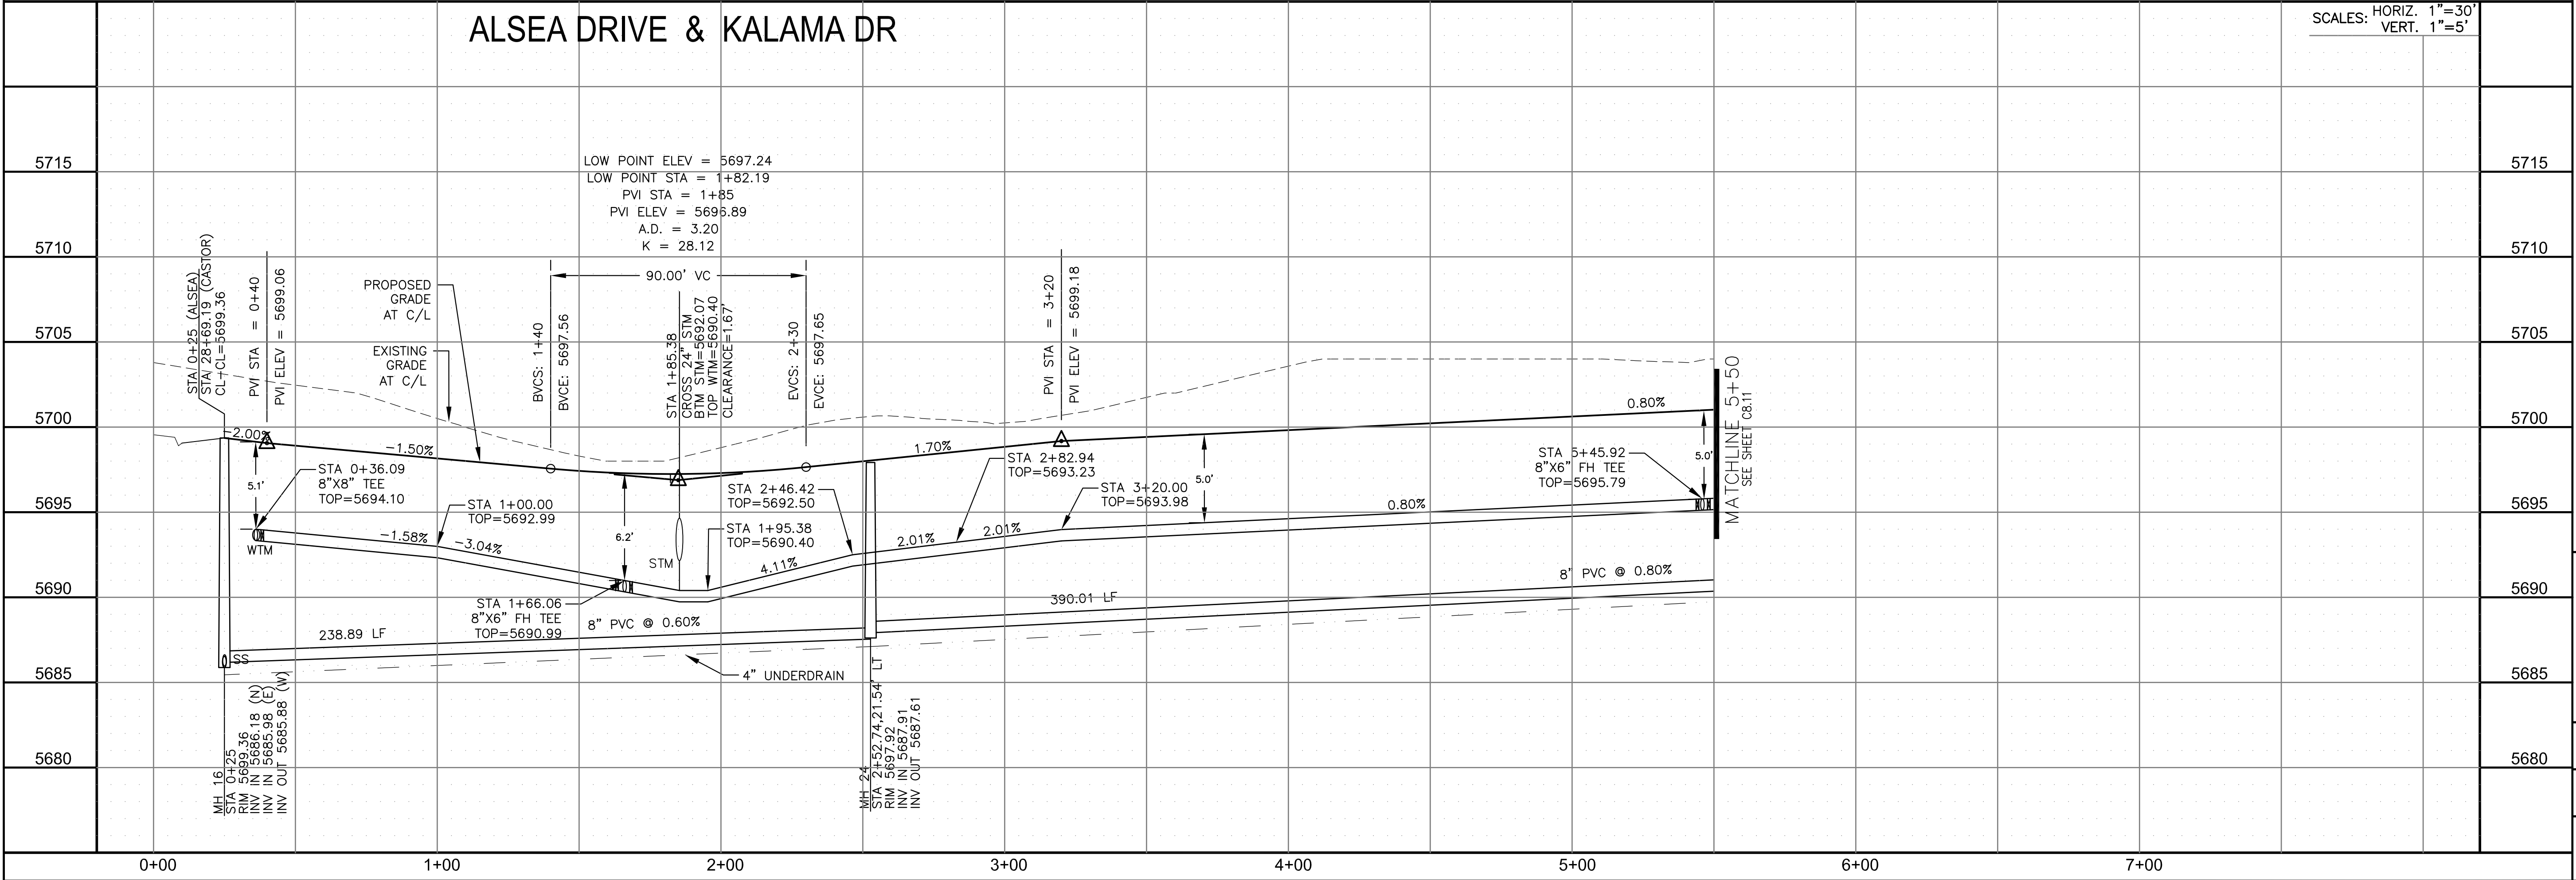 ALSEA DRIVE & KALAMA DR
SCALES: HORIZ. 1"=30'
VERT. 1"=5'
5715
5710
5705
5700
5695
5690
5685
5680
5715
5710
5705
5700
5695
5690
5685
5680
LOW POINT ELEV = 5697.24
LOW POINT STA = 1+82.19
PVI STA = 1+85
PVI ELEV = 5696.89
A.D. = 3.20
K = 28.12
90.00' VC
STA 0+25 (ALSEA)
STA 28+69.19 (CASTOR)
CL-CL=5699.36
PVI STA = 0+40
PVI ELEV = 5699.06
PROPOSED
GRADE
AT C/L
EXISTING
GRADE
AT C/L
BVCS: 1+40
BVCE: 5697.56
STA 1+85.38
CROSS 24" STM
BTM STM=5692.07
TOP WTM=5690.40
CLEARANCE=1.67'
EVCS: 2+30
EVCE: 5697.65
PVI STA = 3+20
PVI ELEV = 5699.18
-2.00%
-1.50%
1.70%
0.80%
5.1'
STA 0+36.09
8"X8" TEE
TOP=5694.10
WTM
STA 1+00.00
TOP=5692.99
-1.58%
-3.04%
6.2'
STM
STA 1+95.38
TOP=5690.40
STA 2+46.42
TOP=5692.50
4.11%
STA 2+82.94
TOP=5693.23
2.01%
2.01%
STA 3+20.00
TOP=5693.98
5.0'
0.80%
STA 5+45.92
8"X6" FH TEE
TOP=5695.79
5.0'
MATCHLINE 5+50
SEE SHEET C8.11
STA 1+66.06
8"X6" FH TEE
TOP=5690.99
238.89 LF
8" PVC @ 0.60%
390.01 LF
8' PVC @ 0.80%
SS
4" UNDERDRAIN
MH 16
STA 0+25
RIM 5699.36
INV IN 5686.18 (N)
INV IN 5685.98 (E)
INV OUT 5685.88 (W)
MH 24
STA 2+52.74,21.54' LT
RIM 5697.92
INV IN 5687.91
INV OUT 5687.61
0+00
1+00
2+00
3+00
4+00
5+00
6+00
7+00